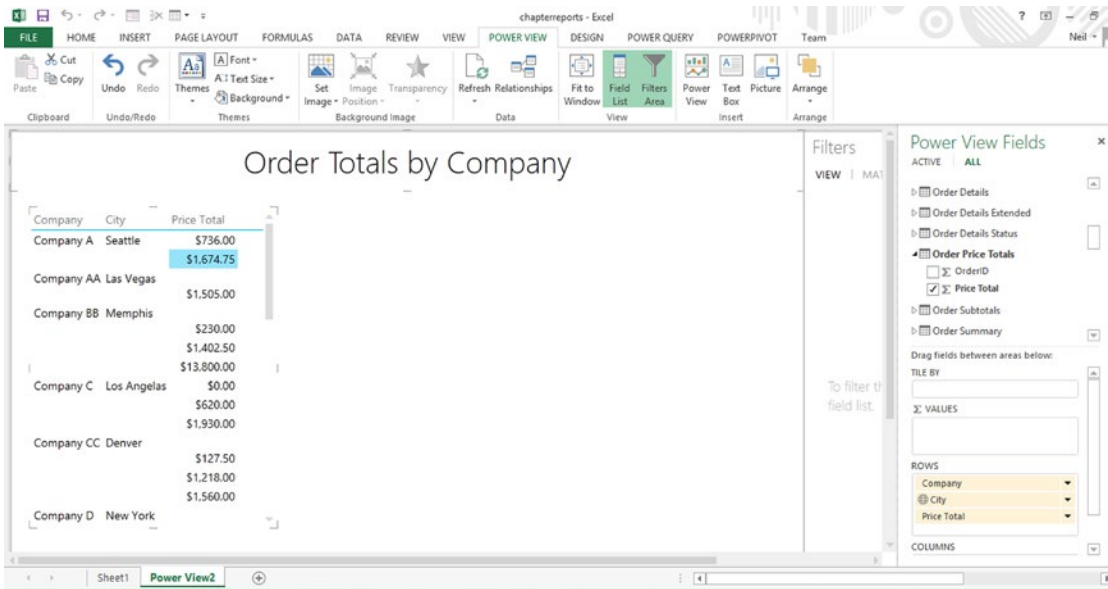 chapterreports - Excel
?
FILE HOME INSERT PAGE LAYOUT FORMULAS DATA REVIEW VIEW POWER VIEW DESIGN POWER QUERY POWERPIVOT Team Neil
Paste
Cut
Copy
Clipboard
Undo Redo
Undo/Redo
Themes
A Font
A Text Size
Background
Themes
Set Image
Image Position
Transparency
Background Image
Refresh Relationships
Data
Fit to Window
Field List
Filters Area
View
Power View
Text Box
Picture
Insert
Arrange
Arrange
Order Totals by Company
Company City Price Total
Company A Seattle $736.00
$1,674.75
Company AA Las Vegas
$1,505.00
Company BB Memphis
$230.00
$1,402.50
$13,800.00
Company C Los Angelas $0.00
$620.00
$1,930.00
Company CC Denver
$127.50
$1,218.00
$1,560.00
Company D New York
Filters
VIEW | MAT
To filter th
field list.
Power View Fields
ACTIVE ALL
Order Details
Order Details Extended
Order Details Status
Order Price Totals
∑ OrderID
∑ Price Total
Order Subtotals
Order Summary
Drag fields between areas below:
TILE BY
∑ VALUES
ROWS
Company
City
Price Total
COLUMNS
Sheet1 Power View2